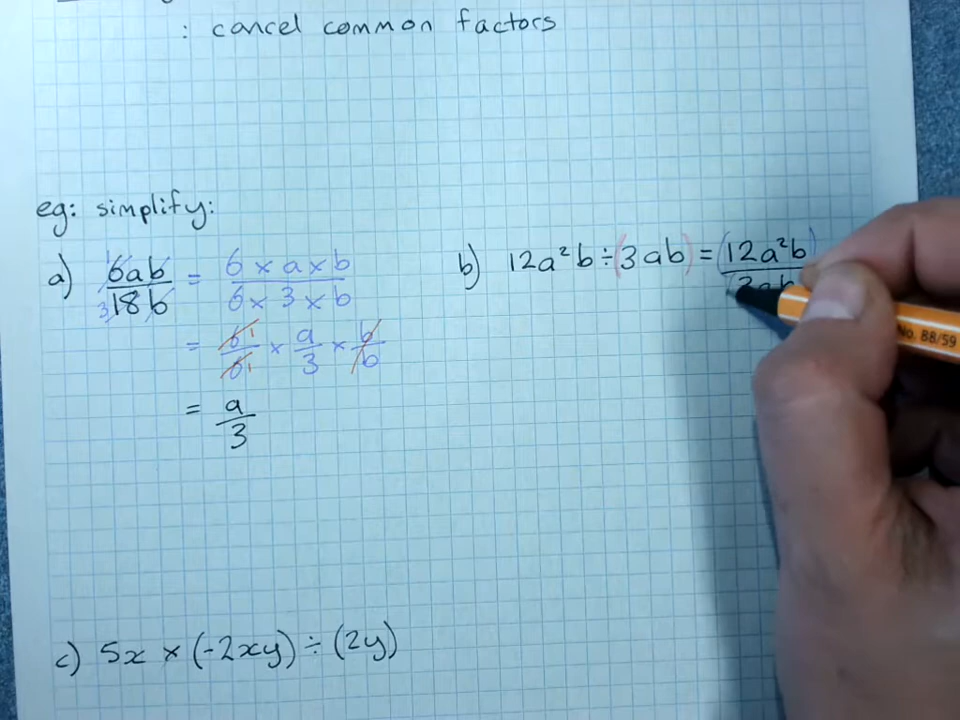 : cancel common factors
eg: simplify:
a) 6ab/18b = 6 × a × b / 6 × 3 × b
= 6/6 × a/3 × b/b
= a/3
b) 12a²b ÷ (3ab) = (12a²b) / (3ab
c) 5x × (-2xy) ÷ (2y)
No. 88/59